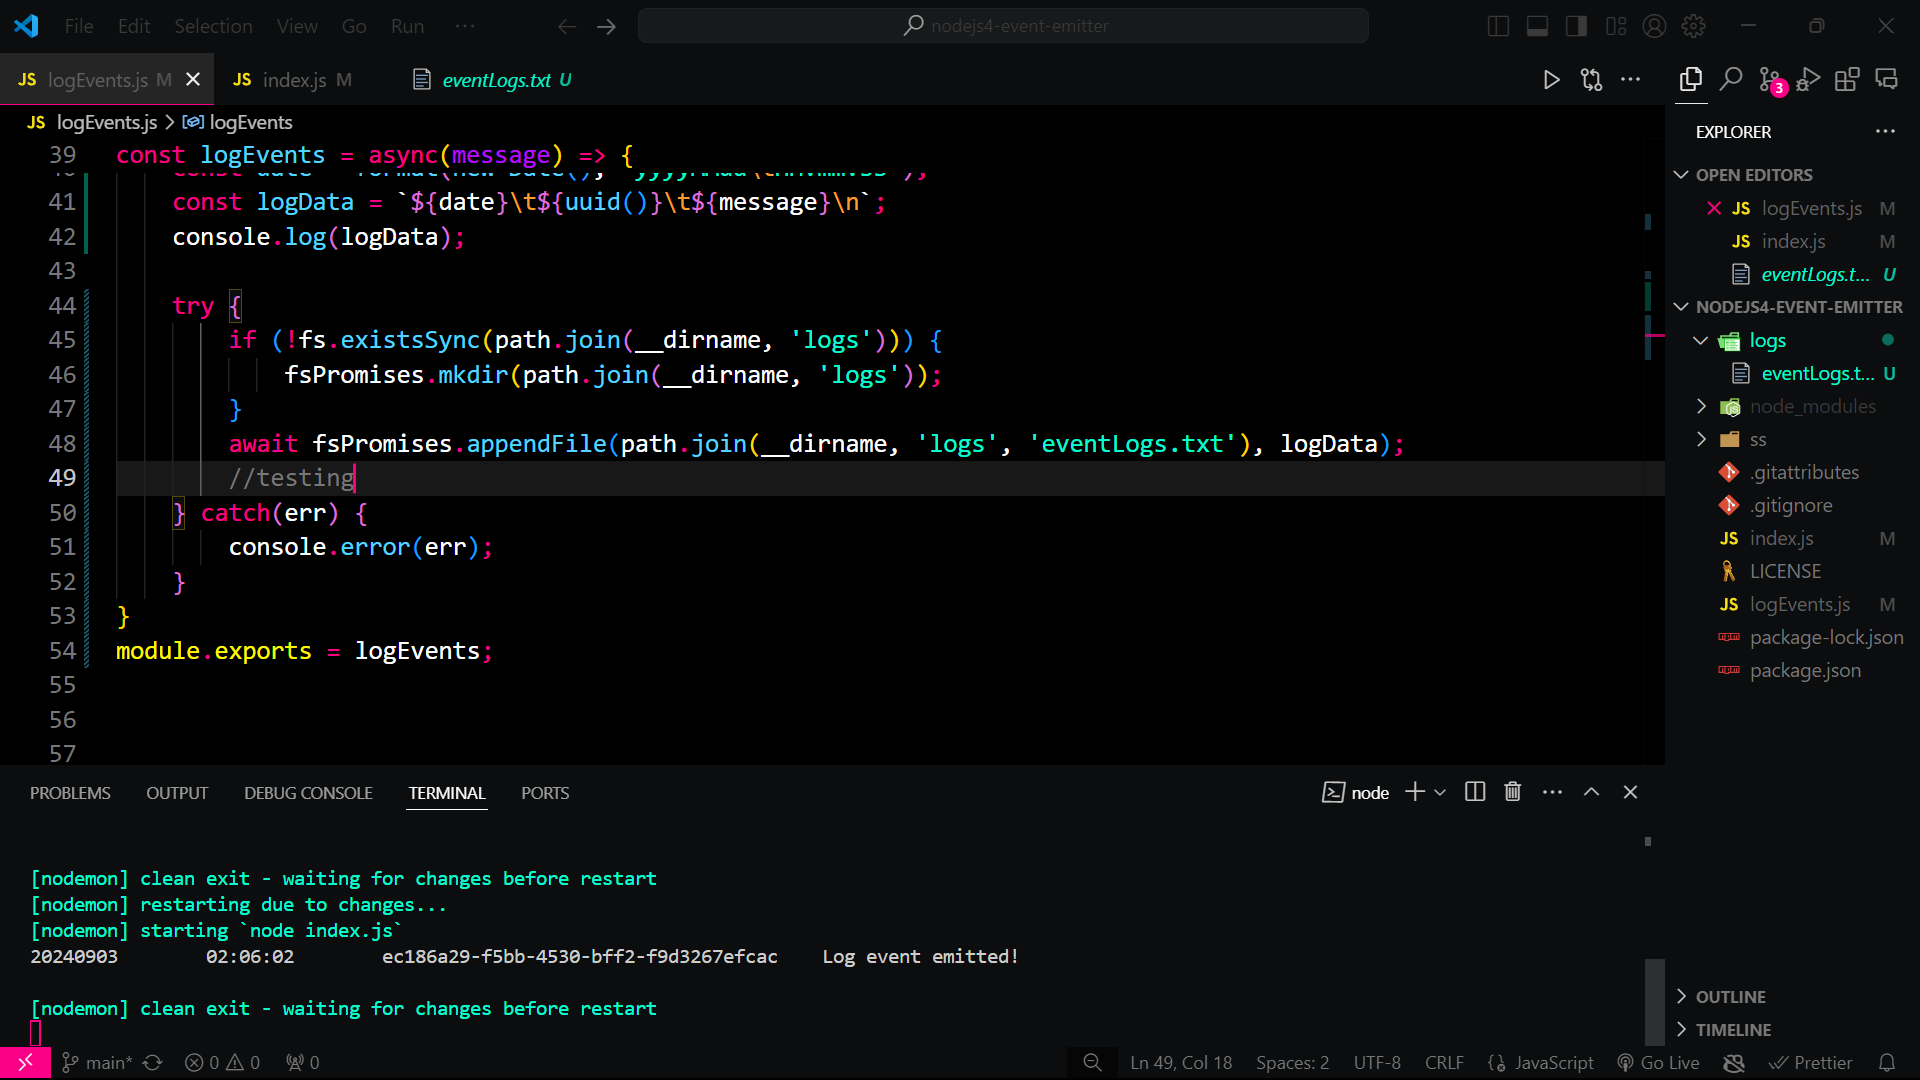 File Edit Selection View Go Run ··· nodejs4-event-emitter
JS logEvents.js M JS index.js M eventLogs.txt U
JS logEvents.js > logEvents
39 const logEvents = async(message) => {
41 const logData = `${date}\t${uuid()}\t${message}\n`;
42 console.log(logData);
43
44 try {
45 if (!fs.existsSync(path.join(__dirname, 'logs'))) {
46 fsPromises.mkdir(path.join(__dirname, 'logs'));
47 }
48 await fsPromises.appendFile(path.join(__dirname, 'logs', 'eventLogs.txt'), logData);
49 //testing
50 } catch(err) {
51 console.error(err);
52 }
53 }
54 module.exports = logEvents;
55
56
57
PROBLEMS OUTPUT DEBUG CONSOLE TERMINAL PORTS node
[nodemon] clean exit - waiting for changes before restart
[nodemon] restarting due to changes...
[nodemon] starting `node index.js`
20240903 02:06:02 ec186a29-f5bb-4530-bff2-f9d3267efcac Log event emitted!
[nodemon] clean exit - waiting for changes before restart
3
EXPLORER
OPEN EDITORS
JS logEvents.js M
JS index.js M
eventLogs.t... U
NODEJS4-EVENT-EMITTER
logs
eventLogs.t... U
node_modules
ss
.gitattributes
.gitignore
JS index.js M
LICENSE
JS logEvents.js M
package-lock.json
package.json
OUTLINE
TIMELINE
main* 0 0 0 Ln 49, Col 18 Spaces: 2 UTF-8 CRLF {} JavaScript Go Live Prettier